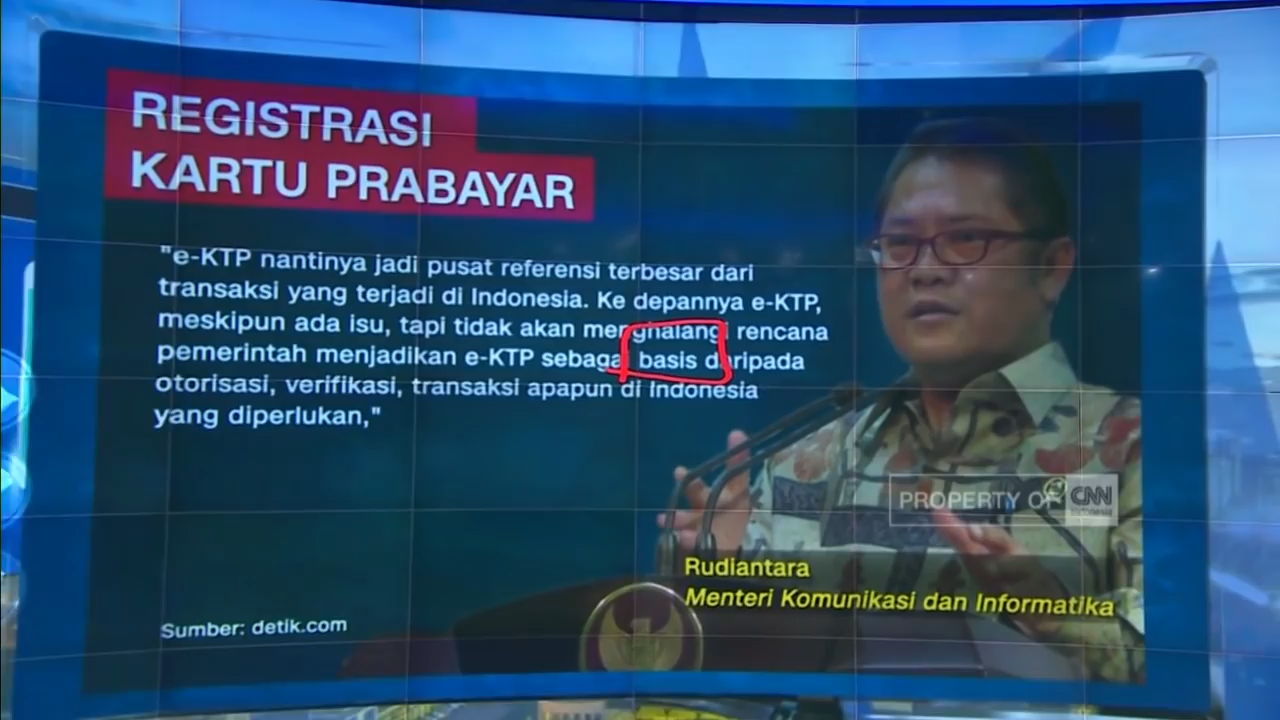 REGISTRASI
KARTU PRABAYAR
"e-KTP nantinya jadi pusat referensi terbesar dari
transaksi yang terjadi di Indonesia. Ke depannya e-KTP,
meskipun ada isu, tapi tidak akan menghalangi rencana
pemerintah menjadikan e-KTP sebagai basis daripada
otorisasi, verifikasi, transaksi apapun di Indonesia
yang diperlukan,"
PROPERTY OF CNN
Indonesia
Rudiantara
Menteri Komunikasi dan Informatika
Sumber: detik.com